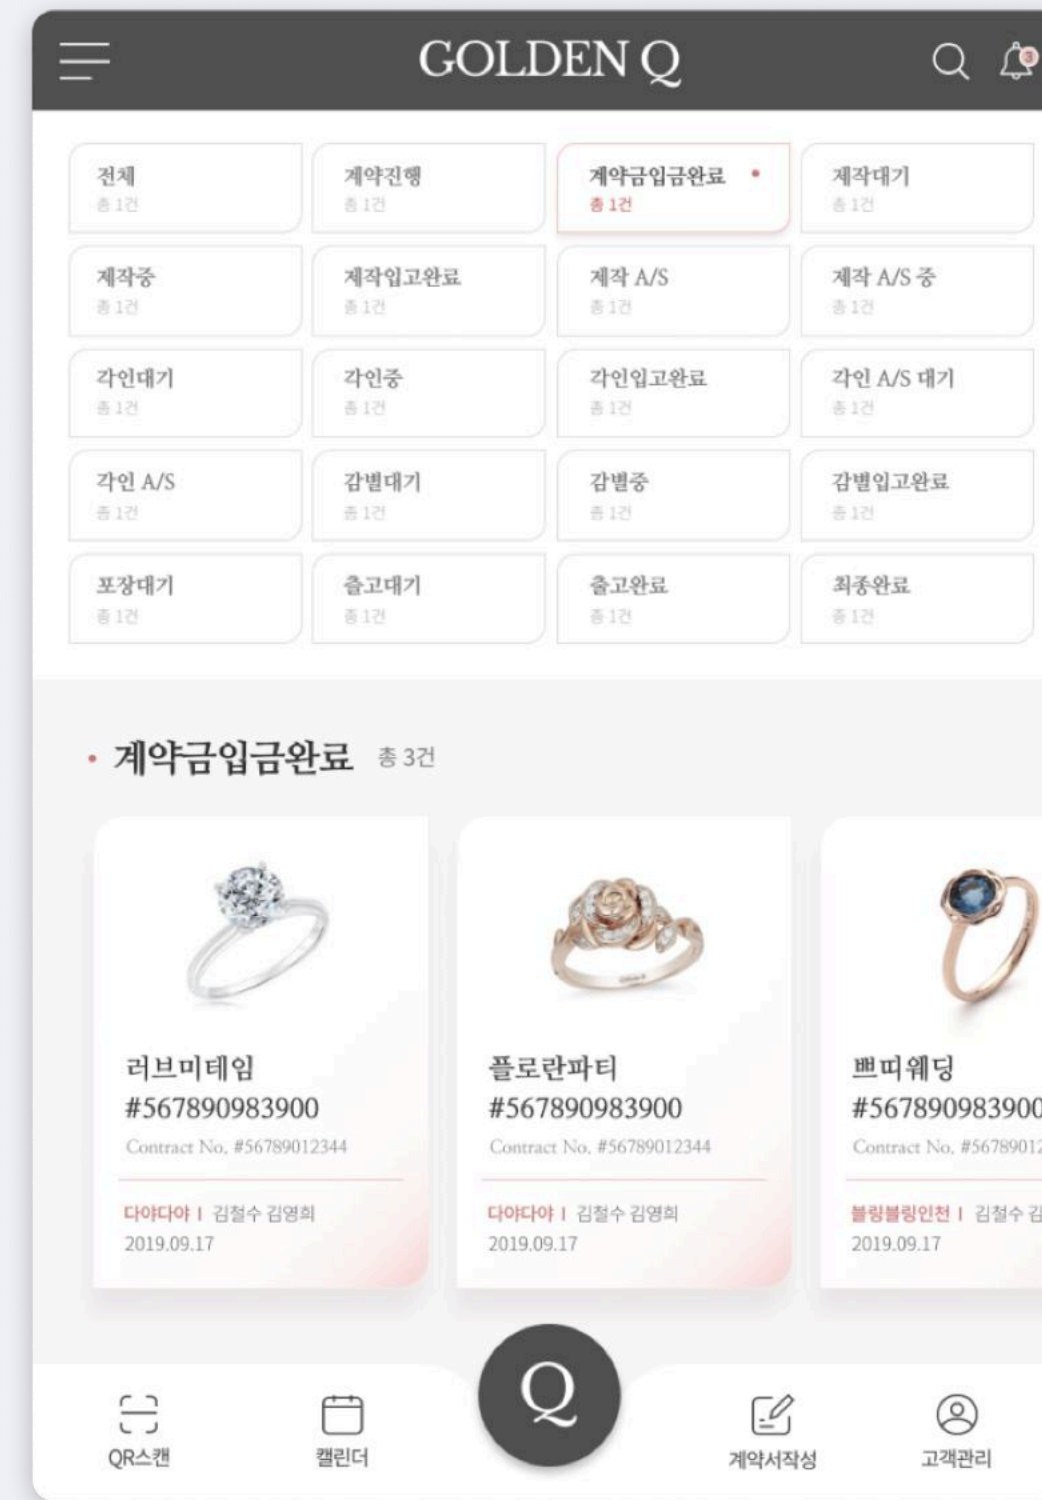 GOLDEN Q
3
전체
총 1건
계약진행
총 1건
계약금입금완료
총 1건
제작대기
총 1건
제작중
총 1건
제작입고완료
총 1건
제작 A/S
총 1건
제작 A/S 중
총 1건
각인대기
총 1건
각인중
총 1건
각인입고완료
총 1건
각인 A/S 대기
총 1건
각인 A/S
총 1건
감별대기
총 1건
감별중
총 1건
감별입고완료
총 1건
포장대기
총 1건
츨고대기
총 1건
출고완료
총 1건
최종완료
총 1건
계약금입금완료 총 3건
러브미테임
#567890983900
Contract No, #56789012344
다야다야 | 김철수 김영희
2019.09.17
플로란파티
#567890983900
Contract No, #56789012344
다야다야 | 김철수 김영희
2019.09.17
쁘띠웨딩
#567890983900
Contract No, #5678901
블링블링인천 | 김철수 김
2019.09.17
Q
QR스캔
캘린더
계약서작성
고객관리